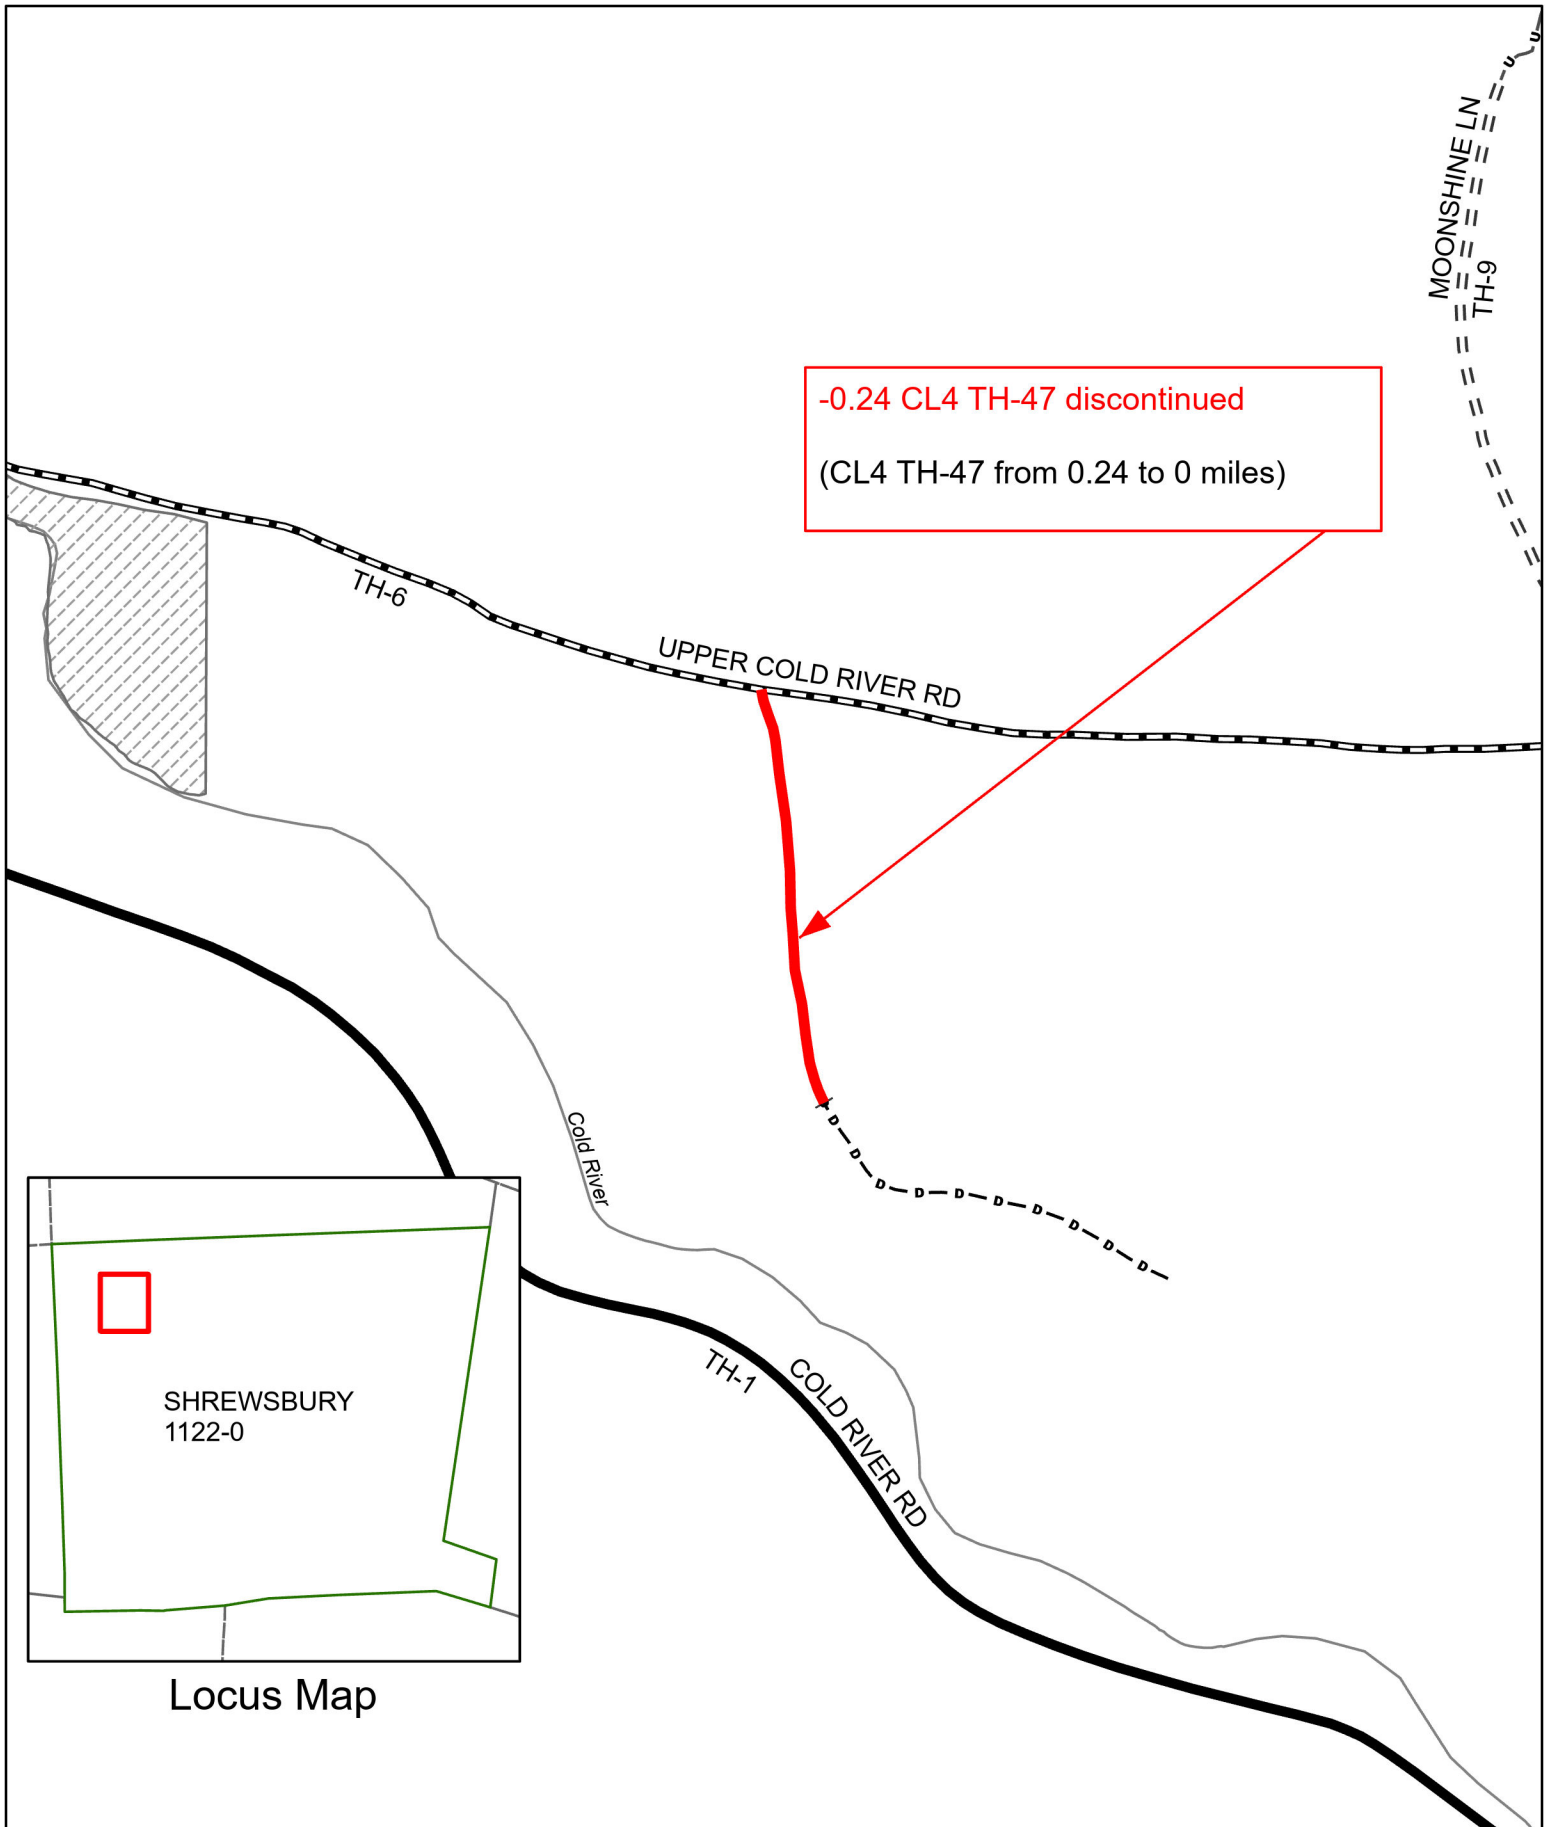 U
U
MOONSHINE LN
TH-9
-0.24 CL4 TH-47 discontinued
(CL4 TH-47 from 0.24 to 0 miles)
TH-6
UPPER COLD RIVER RD
Cold River
D
D
D
D
D
D
D
D
D
D
TH-1
COLD RIVER RD
SHREWSBURY
1122-0
Locus Map